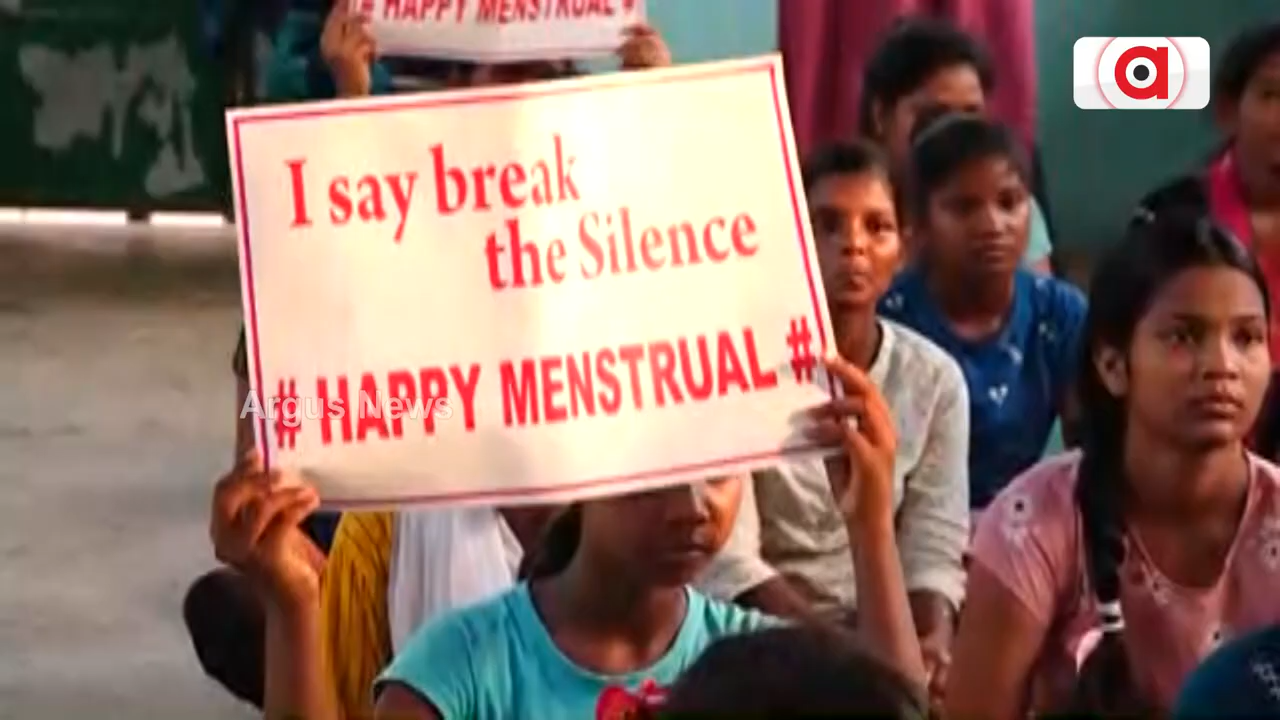 # HAPPY MENSTRUAL #
a
I say break
the Silence
# HAPPY MENSTRUAL #
Argus News